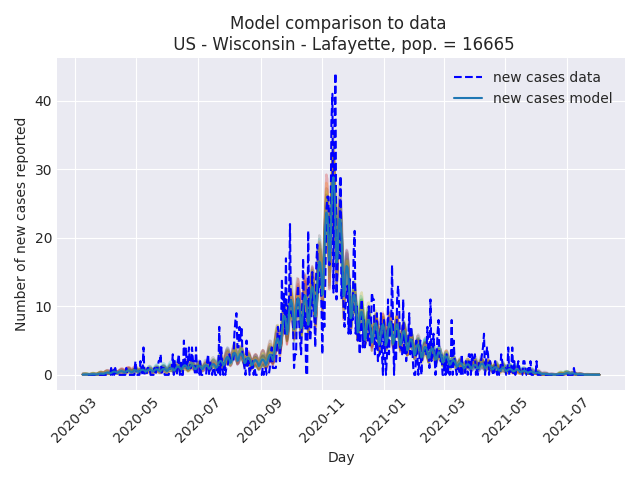 Model comparison to data
US - Wisconsin - Lafayette, pop. = 16665
new cases data
new cases model
Number of new cases reported
40
30
20
10
0
2020-03
2020-05
2020-07
2020-09
2020-11
2021-01
2021-03
2021-05
2021-07
Day